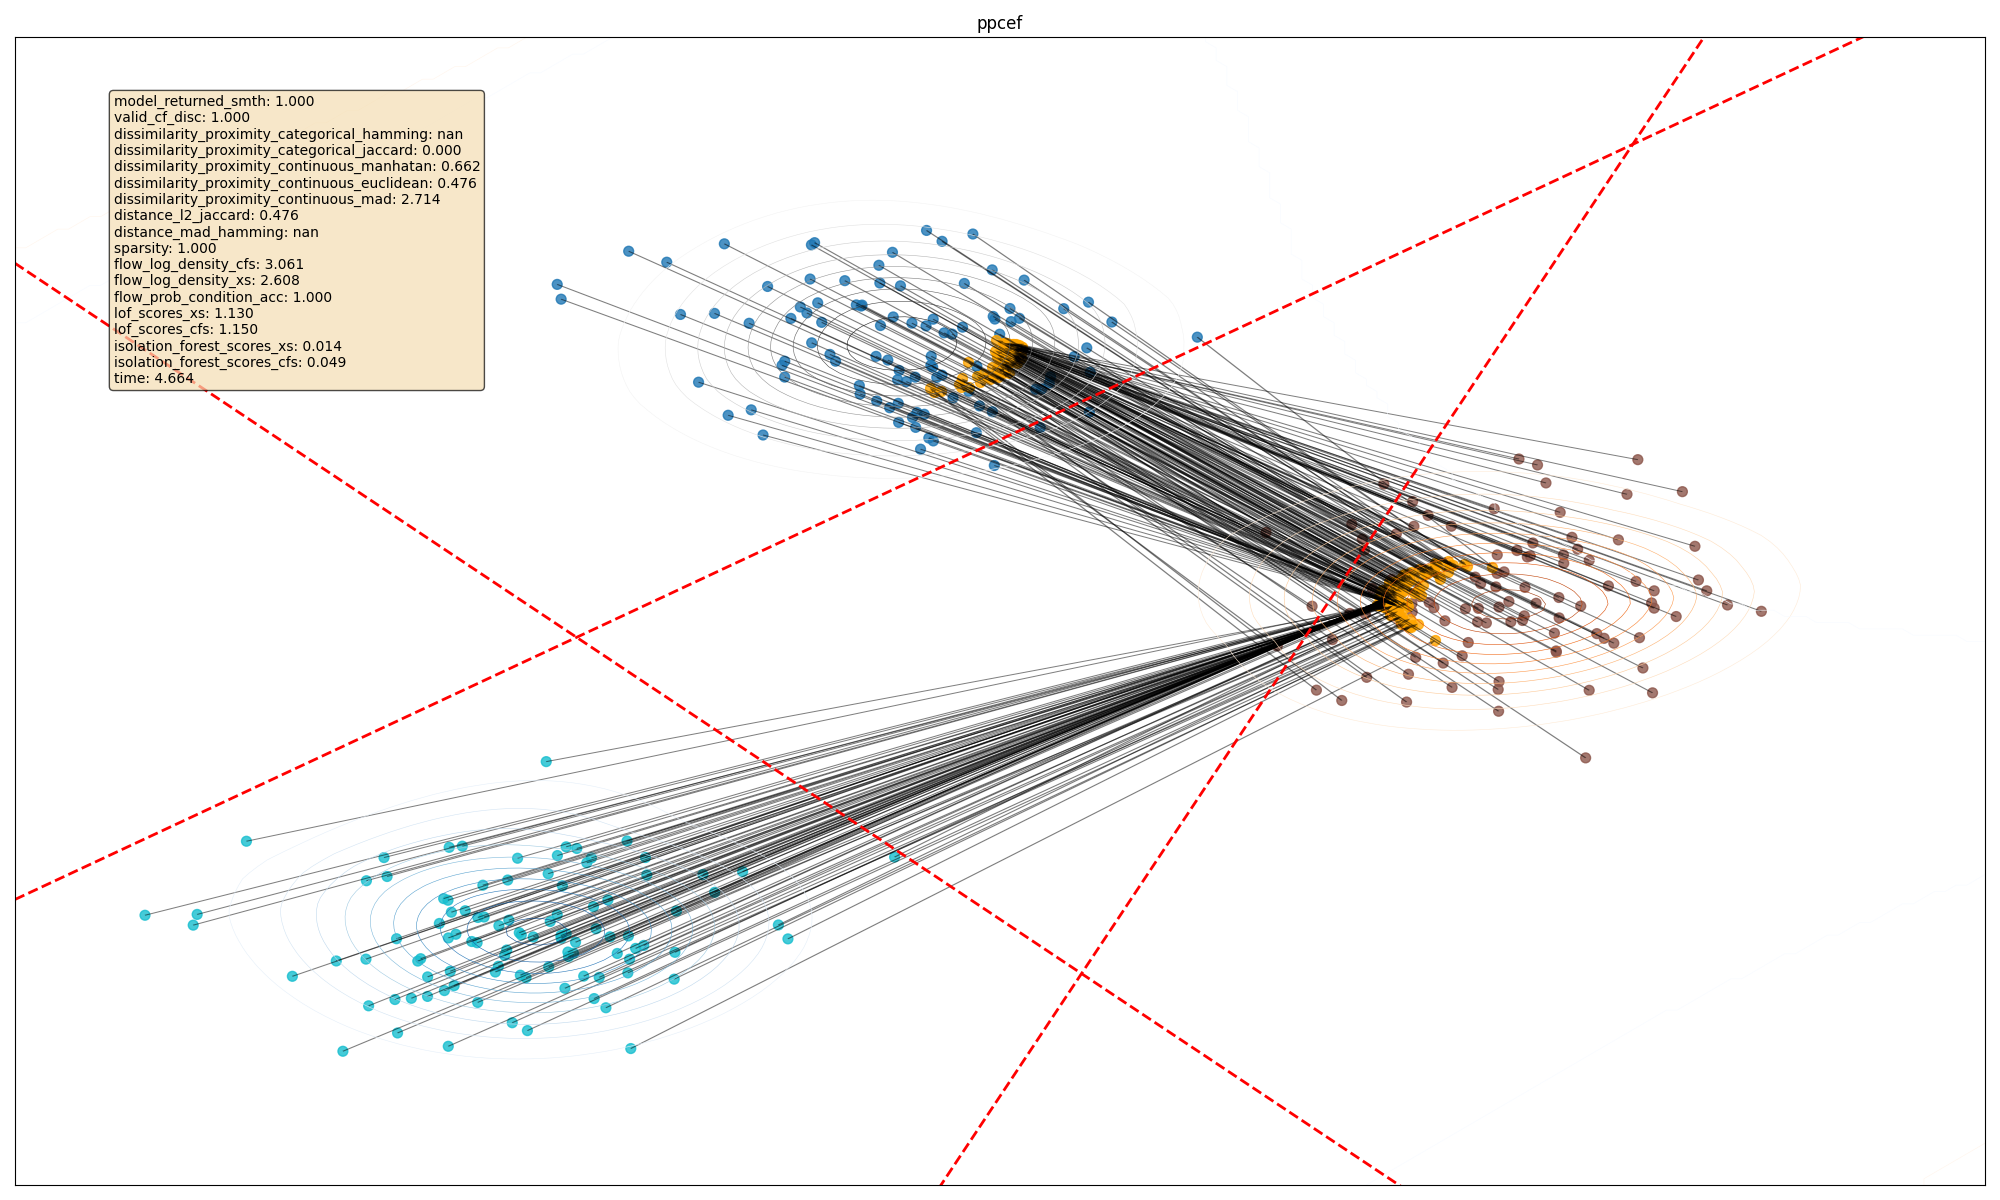 ppcef
model_returned_smth: 1.000
valid_cf_disc: 1.000
dissimilarity_proximity_categorical_hamming: nan
dissimilarity_proximity_categorical_jaccard: 0.000
dissimilarity_proximity_continuous_manhatan: 0.662
dissimilarity_proximity_continuous_euclidean: 0.476
dissimilarity_proximity_continuous_mad: 2.714
distance_l2_jaccard: 0.476
distance_mad_hamming: nan
sparsity: 1.000
flow_log_density_cfs: 3.061
flow_log_density_xs: 2.608
flow_prob_condition_acc: 1.000
lof_scores_xs: 1.130
lof_scores_cfs: 1.150
isolation_forest_scores_xs: 0.014
isolation_forest_scores_cfs: 0.049
time: 4.664